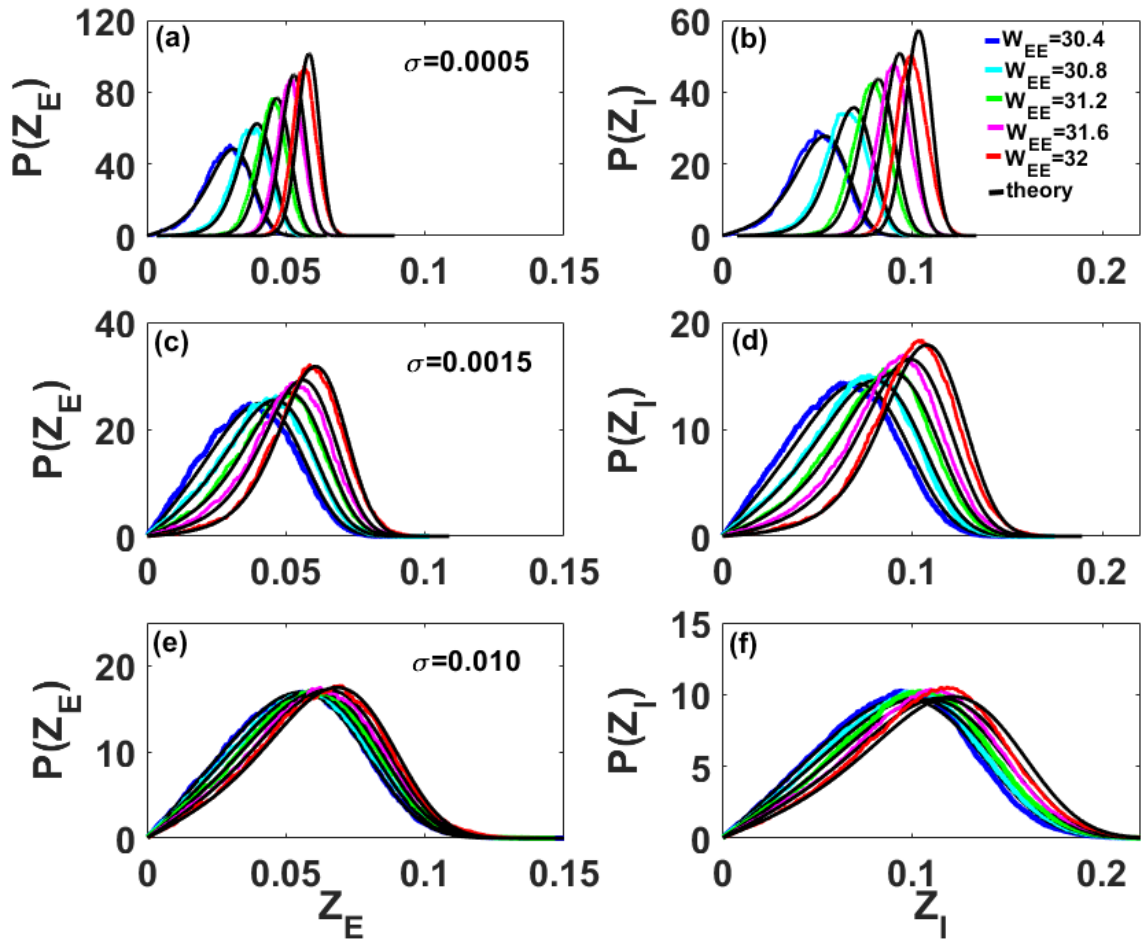 (a)
σ=0.0005
P(Z_E)
120
80
40
0
0
0.05
0.1
0.15
(b)
P(Z_I)
60
40
20
0
0
0.1
0.2
W_EE=30.4
W_EE=30.8
W_EE=31.2
W_EE=31.6
W_EE=32
theory
(c)
σ=0.0015
P(Z_E)
40
20
0
0
0.05
0.1
0.15
(d)
P(Z_I)
20
10
0
0
0.1
0.2
(e)
σ=0.010
P(Z_E)
20
10
0
0
0.05
0.1
0.15
Z_E
(f)
P(Z_I)
15
10
5
0
0
0.1
0.2
Z_I